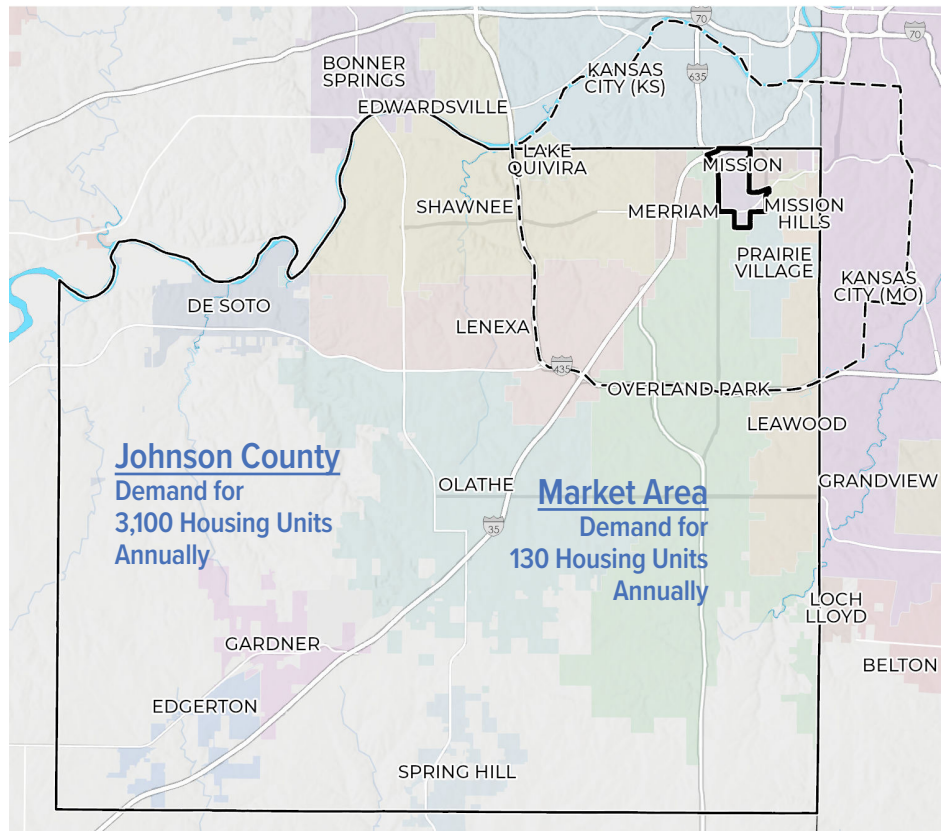 70
70
BONNER
SPRINGS
KANSAS
CITY (KS)
635
EDWARDSVILLE
LAKE
QUIVIRA
MISSION
SHAWNEE
MERRIAM
MISSION
HILLS
PRAIRIE
VILLAGE
KANSAS
CITY (MO)
DE SOTO
LENEXA
435
OVERLAND PARK
LEAWOOD
Johnson County
Demand for
3,100 Housing Units
Annually
OLATHE
GRANDVIEW
Market Area
Demand for
130 Housing Units
Annually
35
LOCH
LLOYD
GARDNER
BELTON
EDGERTON
SPRING HILL